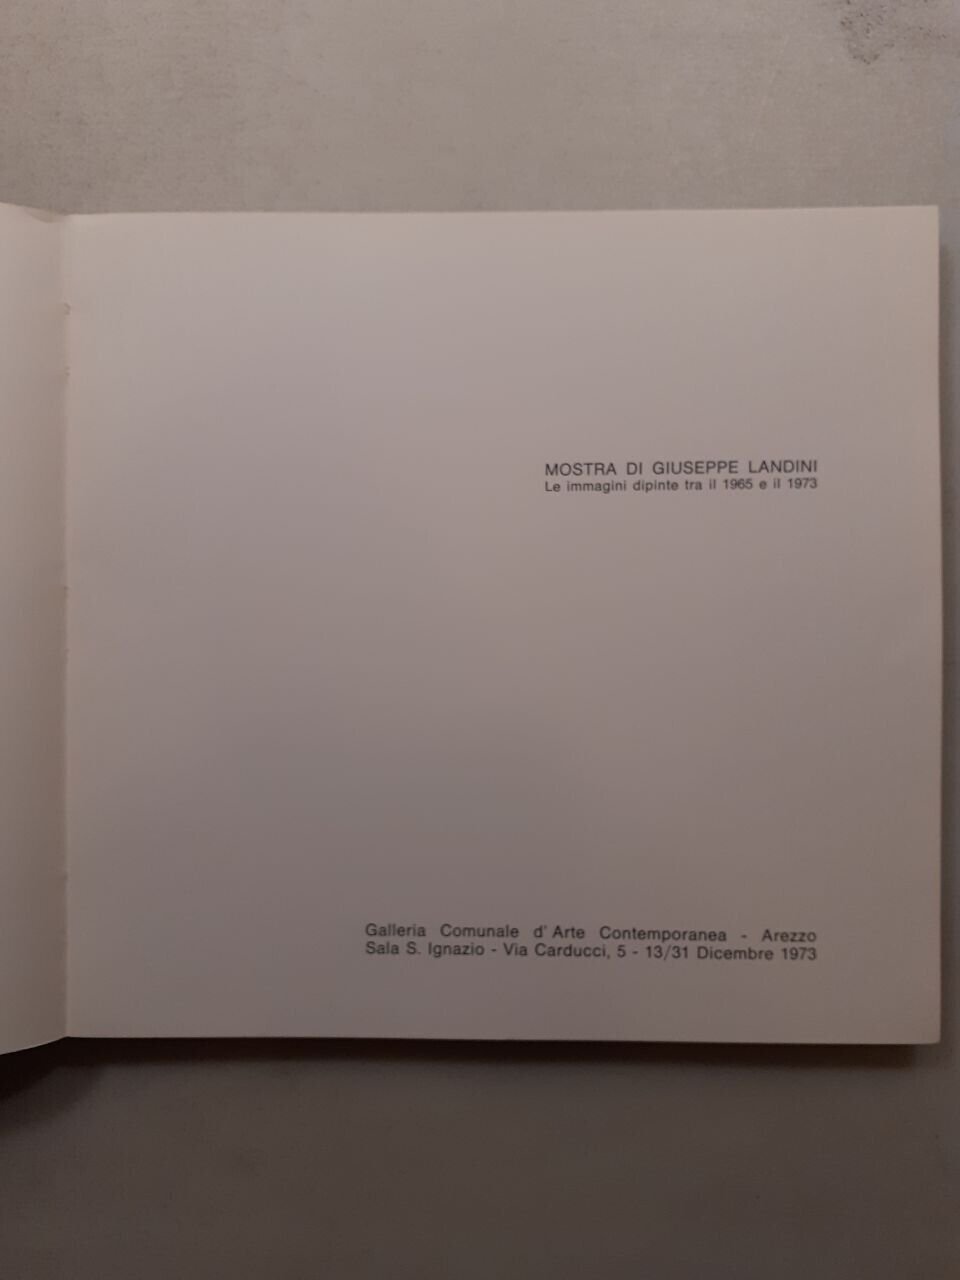 MOSTRA DI GIUSEPPE LANDINI
Le immagini dipinte tra il 1965 e il 1973
Galleria Comunale d' Arte Contemporanea - Arezzo
Sala S. Ignazio - Via Carducci, 5 - 13/31 Dicembre 1973